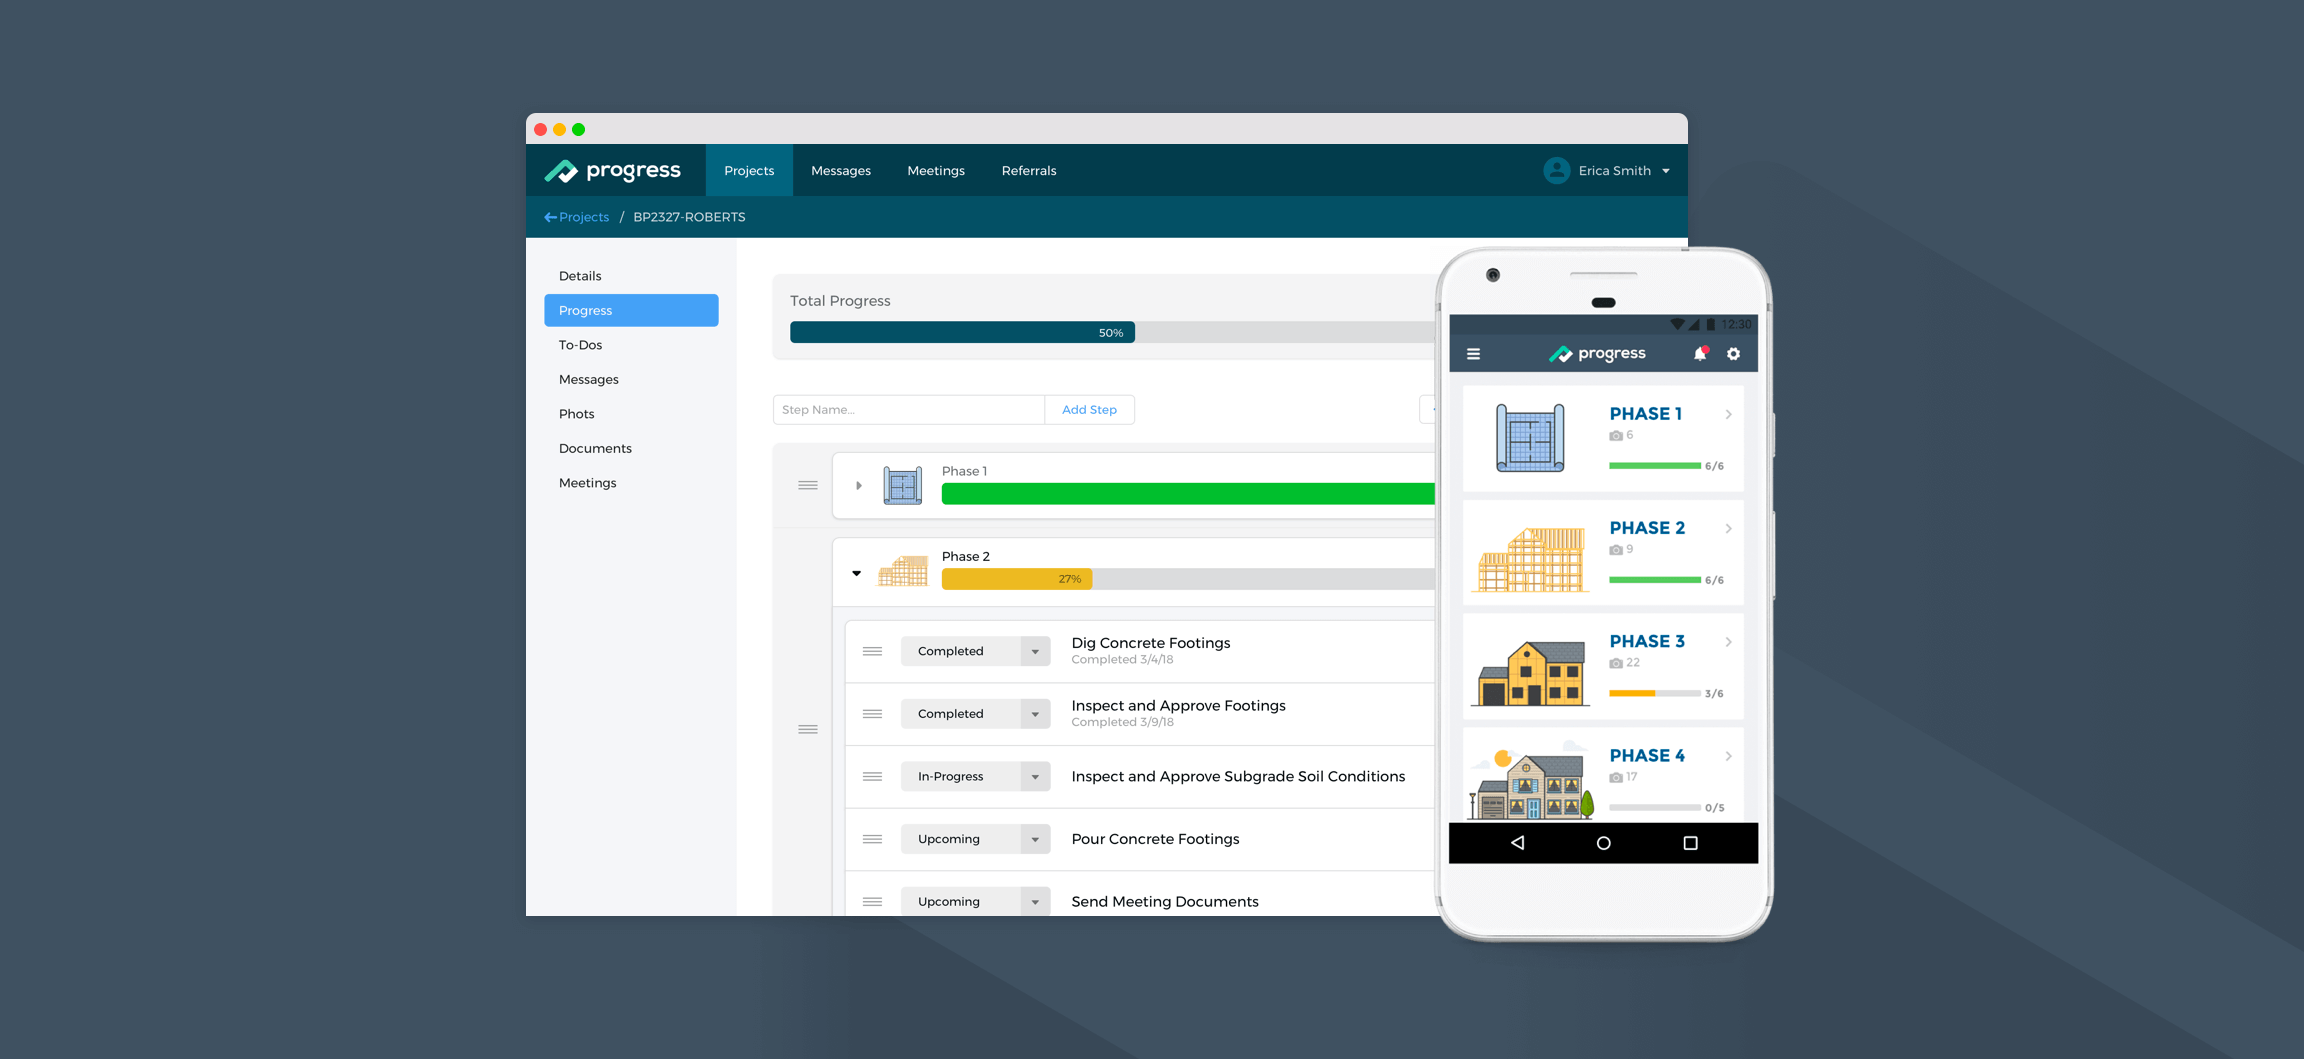 progress
Projects
Messages
Meetings
Referrals
Erica Smith
Projects / BP2327-ROBERTS
Details
Progress
To-Dos
Messages
Phots
Documents
Meetings
Total Progress
50%
Step Name...
Add Step
Phase 1
Phase 2
27%
Completed
Dig Concrete Footings
Completed 3/4/18
Completed
Inspect and Approve Footings
Completed 3/9/18
In-Progress
Inspect and Approve Subgrade Soil Conditions
Upcoming
Pour Concrete Footings
Upcoming
Send Meeting Documents
12:30
progress
PHASE 1
6
6/6
PHASE 2
9
6/6
PHASE 3
22
3/6
PHASE 4
17
0/5